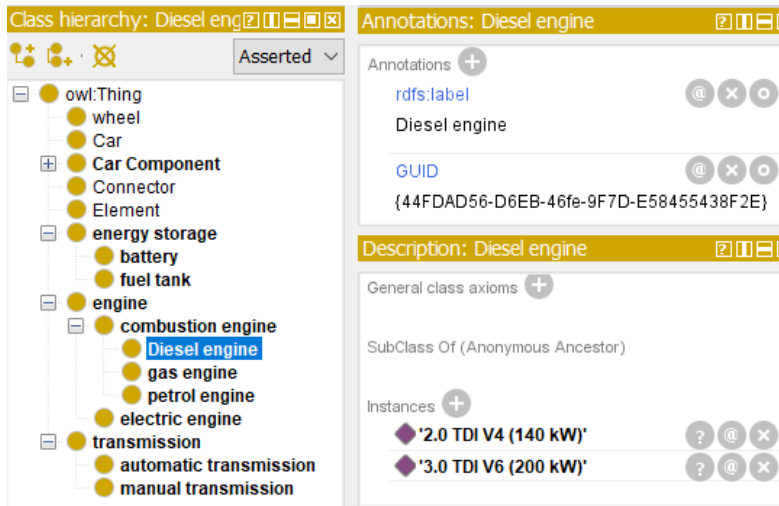 Class hierarchy: Diesel eng
Asserted
owl:Thing
wheel
Car
Car Component
Connector
Element
energy storage
battery
fuel tank
engine
combustion engine
Diesel engine
gas engine
petrol engine
electric engine
transmission
automatic transmission
manual transmission
Annotations: Diesel engine
Annotations
rdfs:label
Diesel engine
GUID
{44FDAD56-D6EB-46fe-9F7D-E58455438F2E}
Description: Diesel engine
General class axioms
SubClass Of (Anonymous Ancestor)
Instances
'2.0 TDI V4 (140 kW)'
'3.0 TDI V6 (200 kW)'